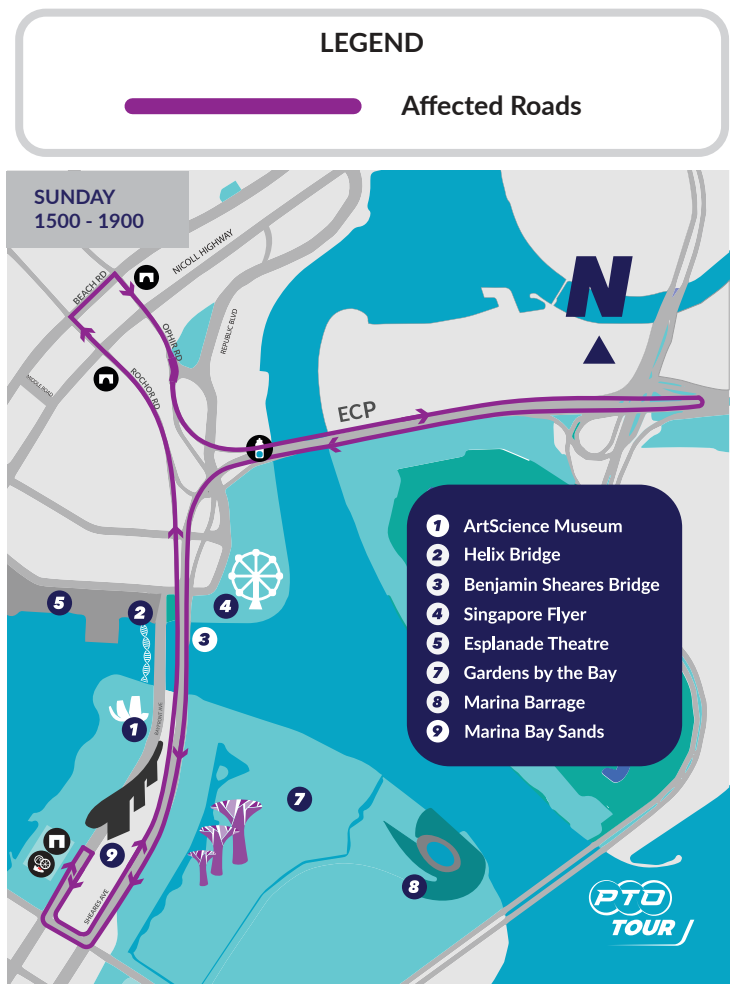 LEGEND
Affected Roads
SUNDAY
1500 - 1900
NICOLL HIGHWAY
BEACH RD
N
OPHIR RD
REPUBLIC BLVD
MIDDLE ROAD
ROCHOR RD
ECP
1 ArtScience Museum
2 Helix Bridge
3 Benjamin Sheares Bridge
4 Singapore Flyer
5 Esplanade Theatre
7 Gardens by the Bay
8 Marina Barrage
9 Marina Bay Sands
5
2
4
3
1
BAYFRONT AVE
7
9
8
SHEARES AVE
PTO
TOUR